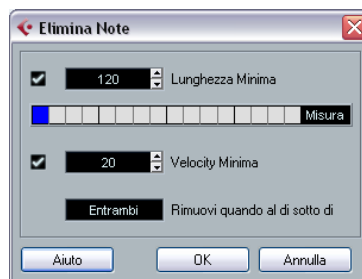 Elimina Note
120 Lunghezza Minima
Misura
20 Velocity Minima
Entrambi Rimuovi quando al di sotto di
Aiuto OK Annulla